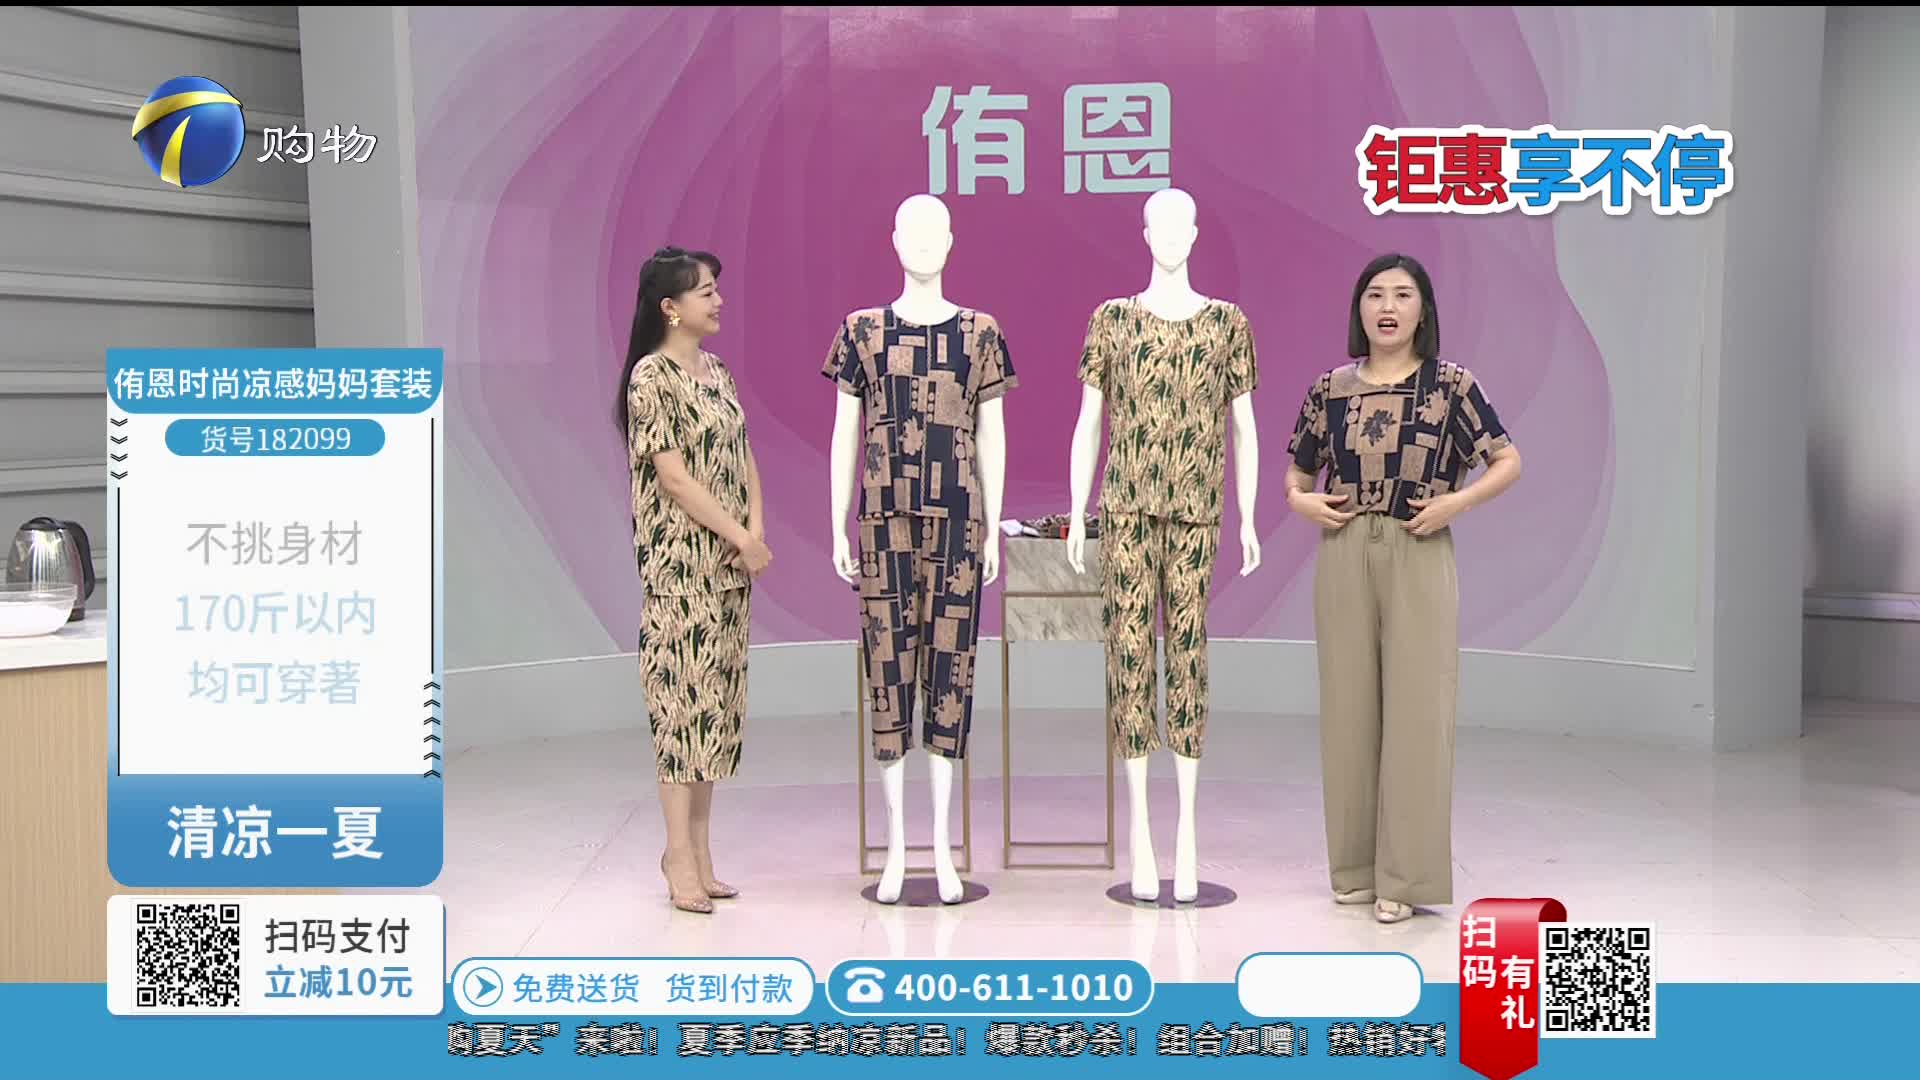 购物
侑恩
钜惠享不停
侑恩时尚凉感妈妈套装
货号182099
不挑身材
170斤以内
均可穿著
清凉一夏
扫码支付
立减10元
免费送货 货到付款
400-611-1010
扫码
有礼
购夏天”来啦！夏季应季纳凉新品！爆款秒杀！组合加赠！热销好